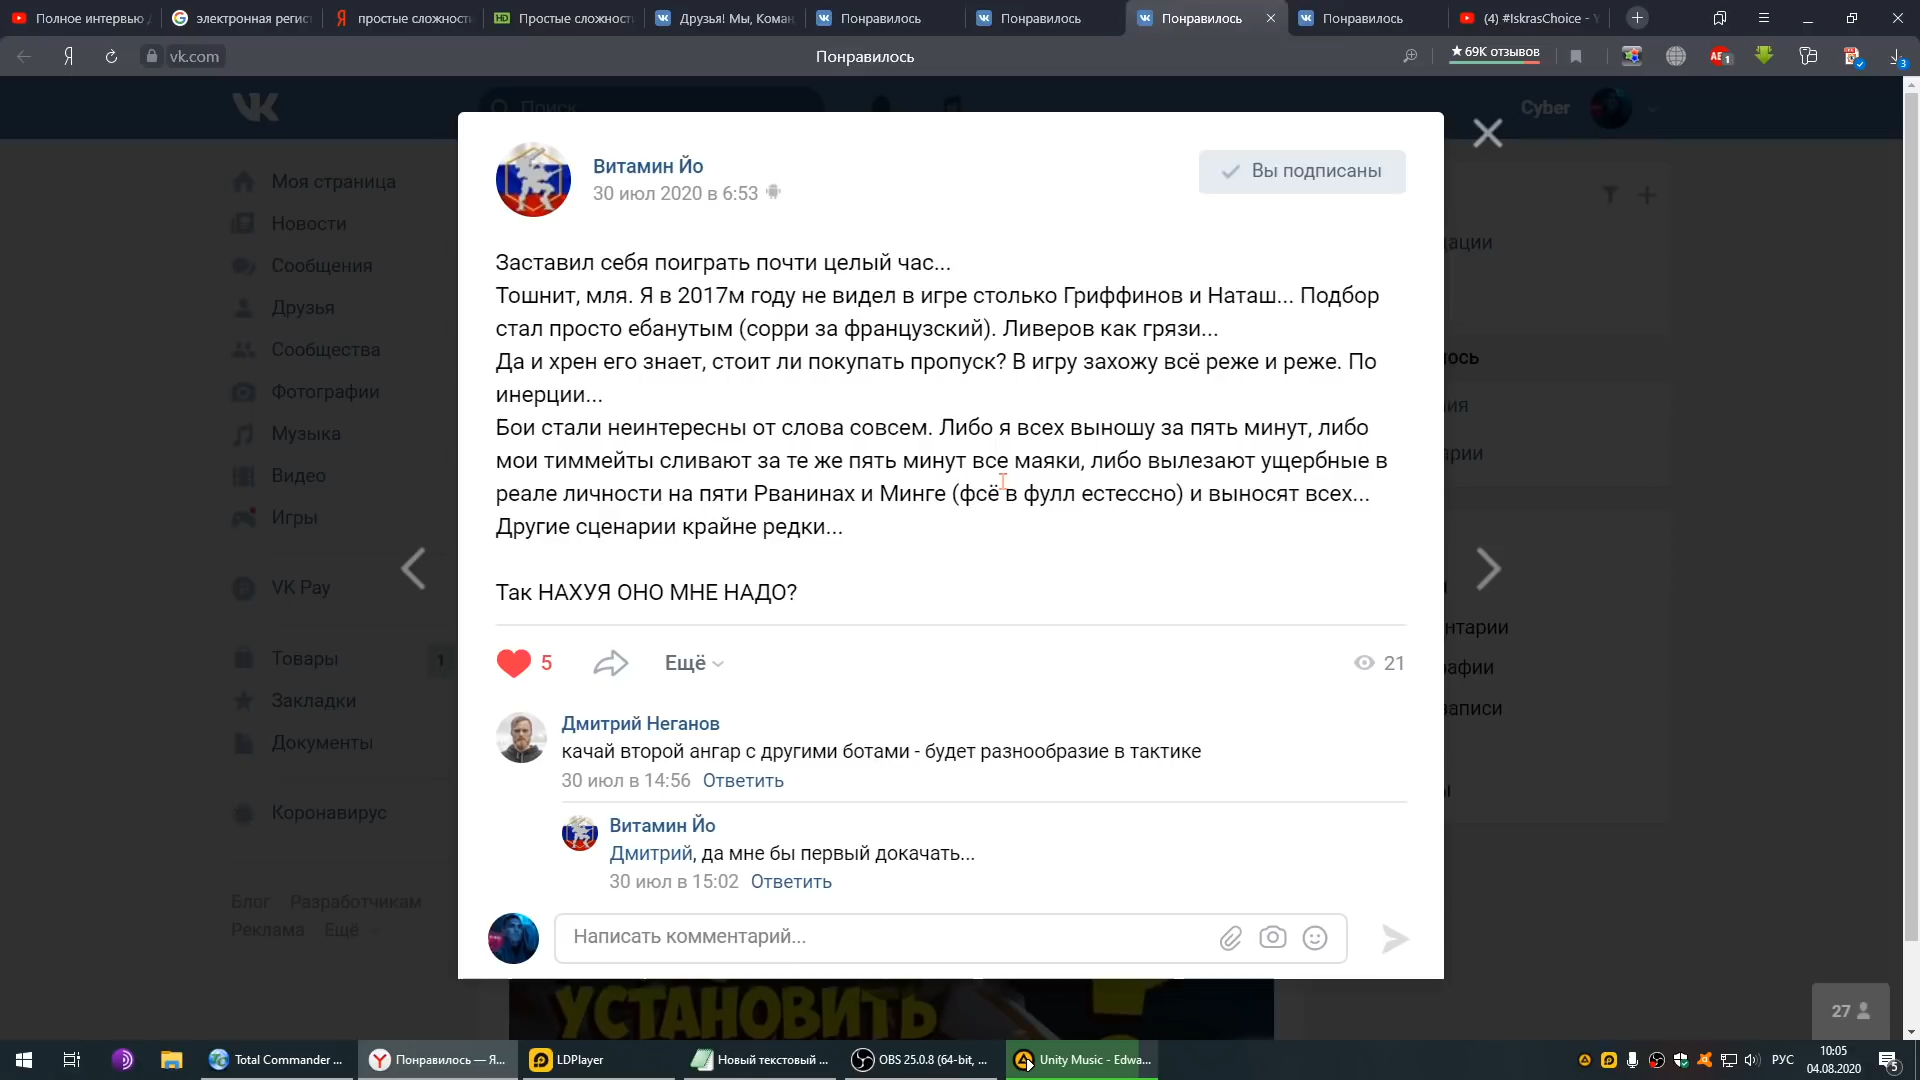 Полное интервью
электронная регист
простые сложност
Простые сложност
Друзья! Мы, Коман
Понравилось
Понравилось
Понравилось
Понравилось
(4) #IskrasChoice - Y
vk.com
Понравилось
★ 69K отзывов
Поиск
Cyber
Витамин Йо
30 июл 2020 в 6:53
Вы подписаны
Моя страница
Новости
Сообщения
Друзья
Сообщества
Фотографии
Музыка
Видео
Игры
VK Pay
Товары
1
Закладки
Документы
Коронавирус
Блог Разработчикам
Реклама Ещё
Заставил себя поиграть почти целый час...
Тошнит, мля. Я в 2017м году не видел в игре столько Гриффинов и Наташ... Подбор
стал просто ебанутым (сорри за французский). Ливеров как грязи...
Да и хрен его знает, стоит ли покупать пропуск? В игру захожу всё реже и реже. По
инерции...
Бои стали неинтересны от слова совсем. Либо я всех выношу за пять минут, либо
мои тиммейты сливают за те же пять минут все маяки, либо вылезают ущербные в
реале личности на пяти Рванинах и Минге (фсё в фулл естессно) и выносят всех...
Другие сценарии крайне редки...
Так НАХУЯ ОНО МНЕ НАДО?
5
Ещё
21
Дмитрий Неганов
качай второй ангар с другими ботами - будет разнообразие в тактике
30 июл в 14:56 Ответить
Витамин Йо
Дмитрий, да мне бы первый докачать...
30 июл в 15:02 Ответить
Написать комментарий...
УСТАНОВИТЬ
27
Total Commander ...
Понравилось — Я...
LDPlayer
Новый текстовый ...
OBS 25.0.8 (64-bit, ...
Unity Music - Edwa...
РУС
10:05
04.08.2020
5